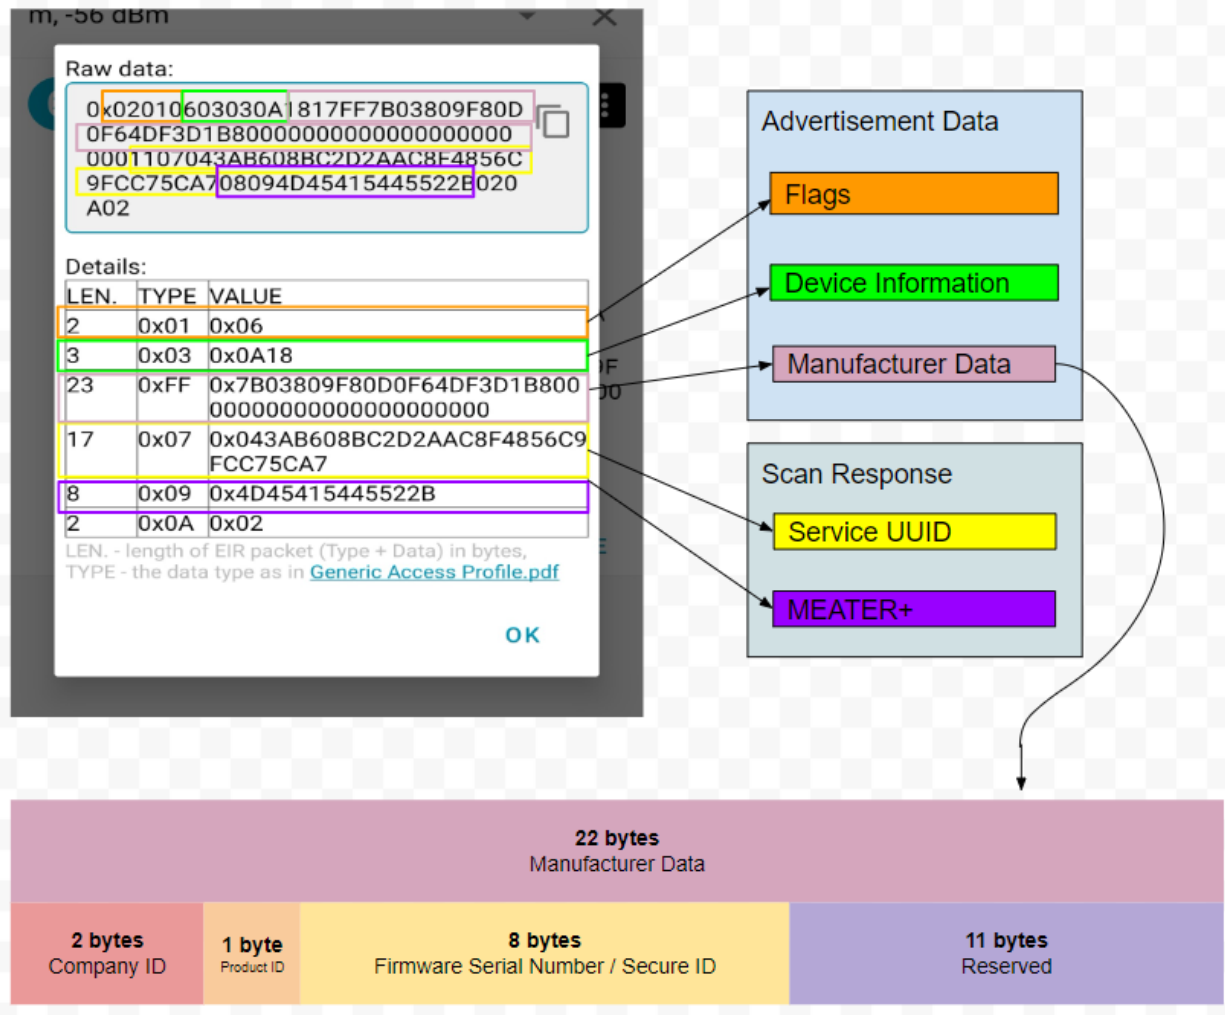 m, -56 dBm
Raw data:
0x02010603030A1817FF7B03809F80D
0F64DF3D1B800000000000000000000
0001107043AB608BC2D2AAC8F4856C
9FCC75CA708094D45415445522B020
A02
Details:
LEN. TYPE VALUE
2 0x01 0x06
3 0x03 0x0A18
23 0xFF 0x7B03809F80D0F64DF3D1B800
000000000000000000000
17 0x07 0x043AB608BC2D2AAC8F4856C9
FCC75CA7
8 0x09 0x4D45415445522B
2 0x0A 0x02
LEN. - length of EIR packet (Type + Data) in bytes,
TYPE - the data type as in Generic Access Profile.pdf
OK
Advertisement Data
Flags
Device Information
Manufacturer Data
Scan Response
Service UUID
MEATER+
22 bytes
Manufacturer Data
2 bytes
Company ID
1 byte
Product ID
8 bytes
Firmware Serial Number / Secure ID
11 bytes
Reserved